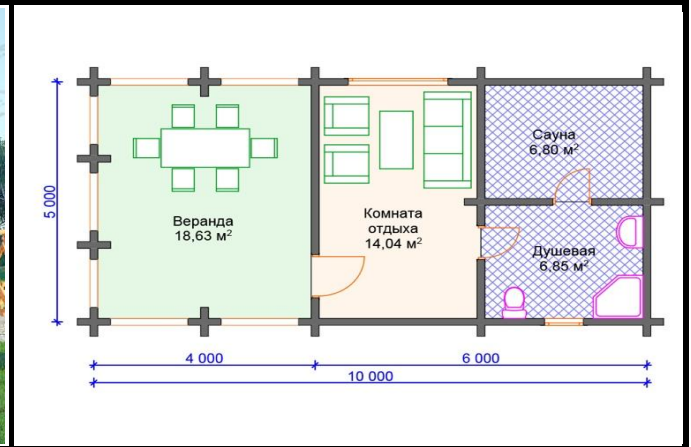 Сауна
6,80 м²
Веранда
18,63 м²
Комната
отдыха
14,04 м²
Душевая
6,85 м²
5 000
4 000
6 000
10 000